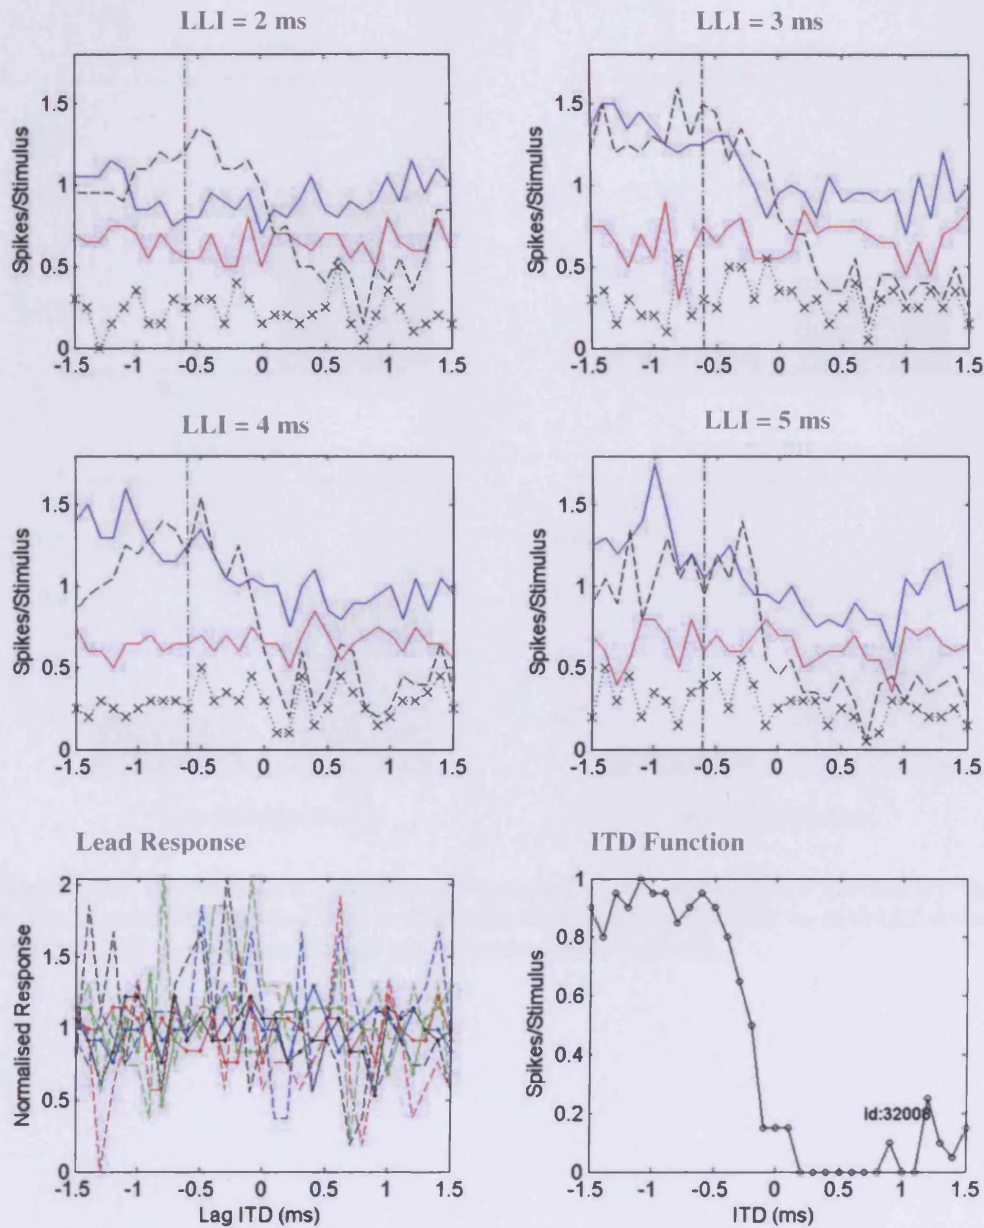 LLI = 2 ms
LLI = 3 ms
Spikes/Stimulus
1.5
1
0.5
0
-1.5 -1 -0.5 0 0.5 1 1.5
Spikes/Stimulus
1.5
1
0.5
0
-1.5 -1 -0.5 0 0.5 1 1.5
LLI = 4 ms
LLI = 5 ms
Spikes/Stimulus
1.5
1
0.5
0
-1.5 -1 -0.5 0 0.5 1 1.5
Spikes/Stimulus
1.5
1
0.5
0
-1.5 -1 -0.5 0 0.5 1 1.5
Lead Response
ITD Function
Normalised Response
2
1.5
1
0.5
0
-1.5 -1 -0.5 0 0.5 1 1.5
Lag ITD (ms)
Spikes/Stimulus
1
0.8
0.6
0.4
0.2
0
id:32008
-1.5 -1 -0.5 0 0.5 1 1.5
ITD (ms)